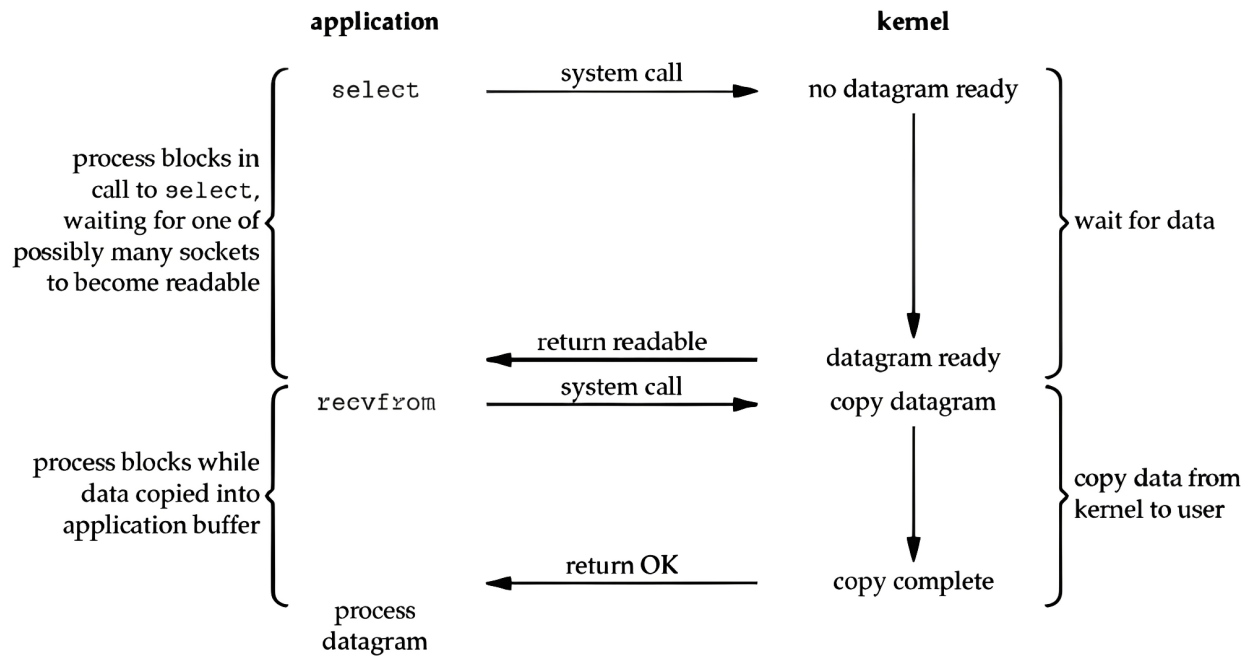 application
kernel
select
system call
no datagram ready
process blocks in
call to select,
waiting for one of
possibly many sockets
to become readable
wait for data
return readable
datagram ready
recvfrom
system call
copy datagram
process blocks while
data copied into
application buffer
copy data from
kernel to user
return OK
copy complete
process
datagram